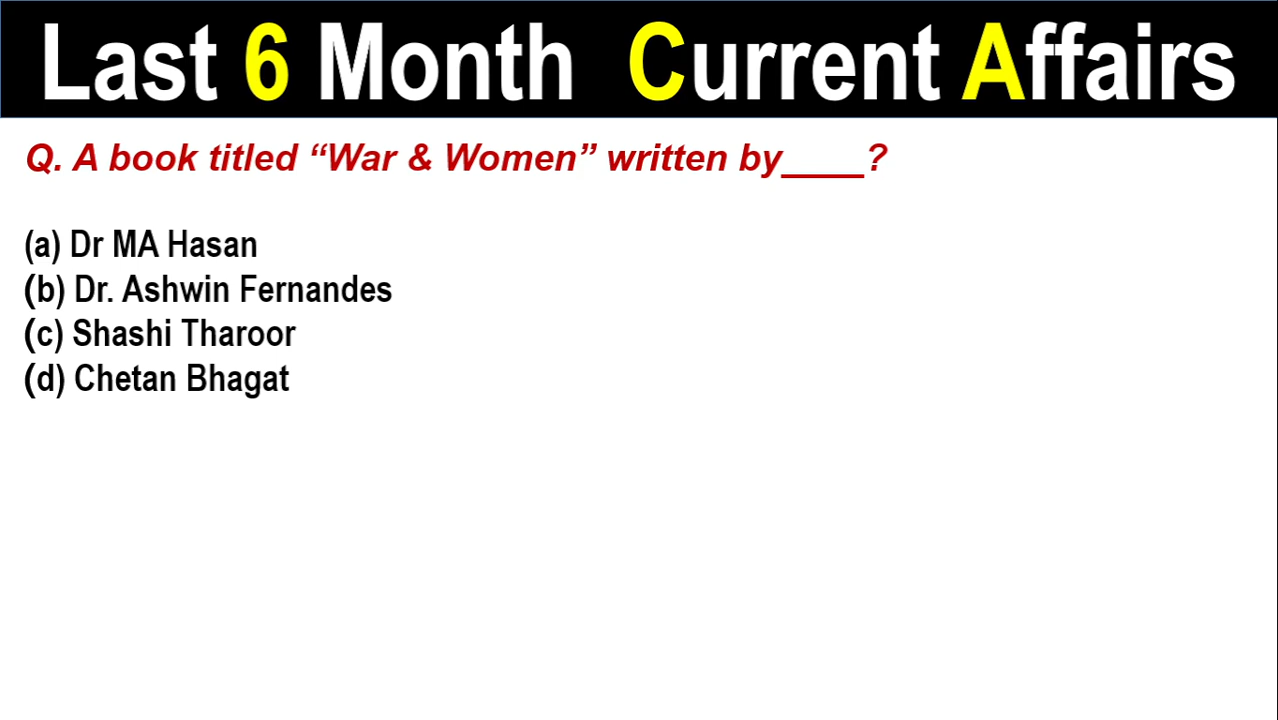 Last 6 Month Current Affairs
Q. A book titled “War & Women” written by____?
(a) Dr MA Hasan
(b) Dr. Ashwin Fernandes
(c) Shashi Tharoor
(d) Chetan Bhagat